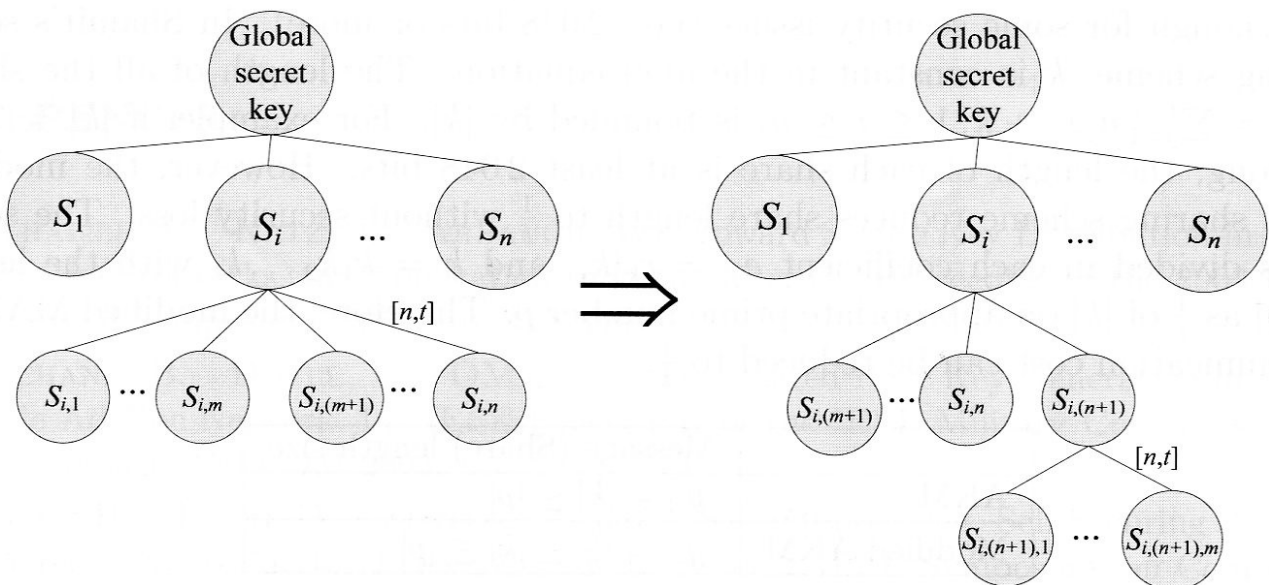 Global
secret
key
S₁
Sᵢ
...
Sₙ
[n,t]
Sᵢ,₁
...
Sᵢ,ₘ
Sᵢ,₍ₘ₊₁₎
...
Sᵢ,ₙ
Global
secret
key
S₁
Sᵢ
...
Sₙ
Sᵢ,₍ₘ₊₁₎
...
Sᵢ,ₙ
Sᵢ,₍ₙ₊₁₎
[n,t]
Sᵢ,₍ₙ₊₁₎,₁
...
Sᵢ,₍ₙ₊₁₎,ₘ